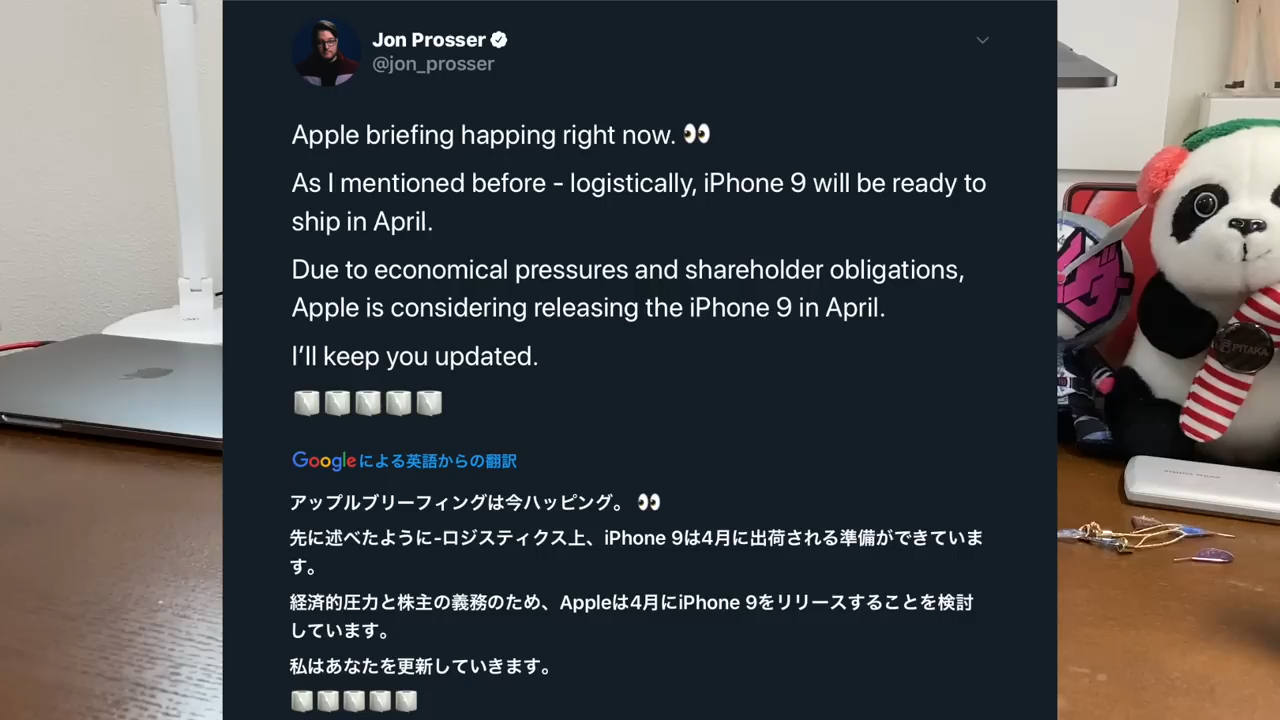 Jon Prosser
@jon_prosser
Apple briefing happing right now. 👀
As I mentioned before - logistically, iPhone 9 will be ready to
ship in April.
Due to economical pressures and shareholder obligations,
Apple is considering releasing the iPhone 9 in April.
I'll keep you updated.
🧻🧻🧻🧻🧻
Googleによる英語からの翻訳
アップルブリーフィングは今ハッピング。 👀
先に述べたように-ロジスティクス上、iPhone 9は4月に出荷される準備ができていま
す。
経済的圧力と株主の義務のため、Appleは4月にiPhone 9をリリースすることを検討
しています。
私はあなたを更新していきます。
🧻🧻🧻🧻🧻
PITAKA